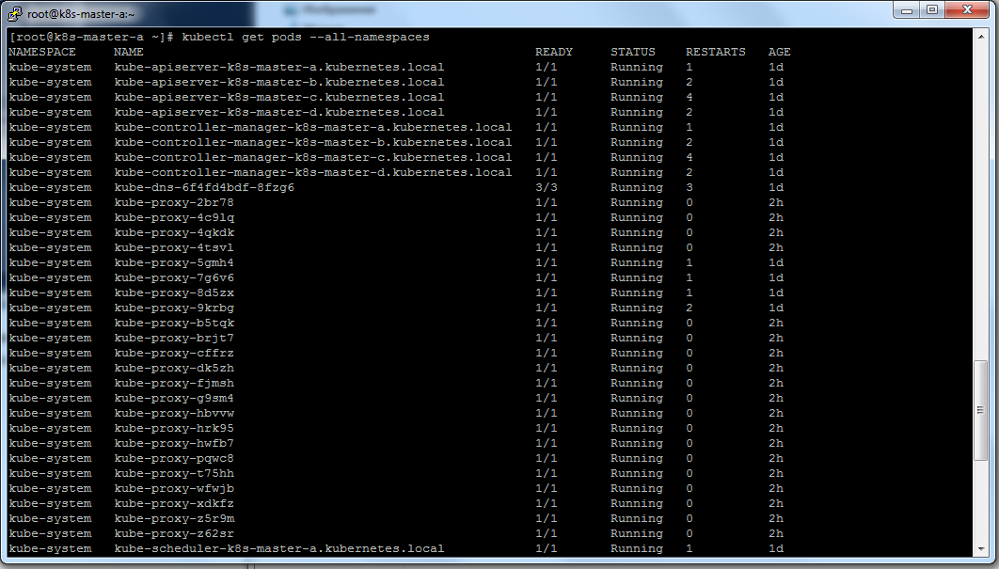 root@k8s-master-a:~
[root@k8s-master-a ~]# kubectl get pods --all-namespaces
NAMESPACE NAME READY STATUS RESTARTS AGE
kube-system kube-apiserver-k8s-master-a.kubernetes.local 1/1 Running 1 1d
kube-system kube-apiserver-k8s-master-b.kubernetes.local 1/1 Running 2 1d
kube-system kube-apiserver-k8s-master-c.kubernetes.local 1/1 Running 4 1d
kube-system kube-apiserver-k8s-master-d.kubernetes.local 1/1 Running 2 1d
kube-system kube-controller-manager-k8s-master-a.kubernetes.local 1/1 Running 1 1d
kube-system kube-controller-manager-k8s-master-b.kubernetes.local 1/1 Running 2 1d
kube-system kube-controller-manager-k8s-master-c.kubernetes.local 1/1 Running 4 1d
kube-system kube-controller-manager-k8s-master-d.kubernetes.local 1/1 Running 2 1d
kube-system kube-dns-6f4fd4bdf-8fzg6 3/3 Running 3 1d
kube-system kube-proxy-2br78 1/1 Running 0 2h
kube-system kube-proxy-4c9lq 1/1 Running 0 2h
kube-system kube-proxy-4qkdk 1/1 Running 0 2h
kube-system kube-proxy-4tsvl 1/1 Running 0 2h
kube-system kube-proxy-5gmh4 1/1 Running 1 1d
kube-system kube-proxy-7g6v6 1/1 Running 1 1d
kube-system kube-proxy-8d5zx 1/1 Running 1 1d
kube-system kube-proxy-9krbg 1/1 Running 2 1d
kube-system kube-proxy-b5tqk 1/1 Running 0 2h
kube-system kube-proxy-brjt7 1/1 Running 0 2h
kube-system kube-proxy-cffrz 1/1 Running 0 2h
kube-system kube-proxy-dk5zh 1/1 Running 0 2h
kube-system kube-proxy-fjmsh 1/1 Running 0 2h
kube-system kube-proxy-g9sm4 1/1 Running 0 2h
kube-system kube-proxy-hbvvw 1/1 Running 0 2h
kube-system kube-proxy-hrk95 1/1 Running 0 2h
kube-system kube-proxy-hwfb7 1/1 Running 0 2h
kube-system kube-proxy-pqwc8 1/1 Running 0 2h
kube-system kube-proxy-t75hh 1/1 Running 0 2h
kube-system kube-proxy-wfwjb 1/1 Running 0 2h
kube-system kube-proxy-xdkfz 1/1 Running 0 2h
kube-system kube-proxy-z5r9m 1/1 Running 0 2h
kube-system kube-proxy-z62sr 1/1 Running 0 2h
kube-system kube-scheduler-k8s-master-a.kubernetes.local 1/1 Running 1 1d